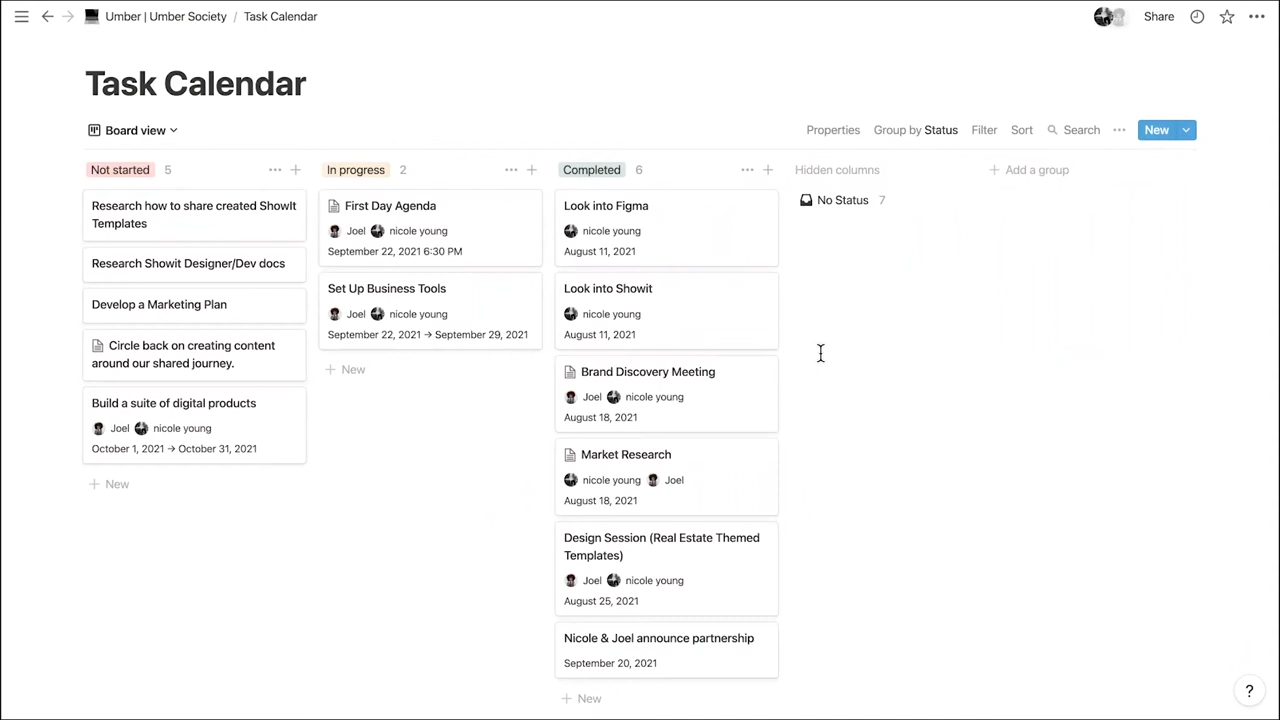 Umber | Umber Society / Task Calendar
Share
Task Calendar
Board view
Properties
Group by Status
Filter
Sort
Search
New
Not started 5
Research how to share created ShowIt
Templates
Research Showit Designer/Dev docs
Develop a Marketing Plan
Circle back on creating content
around our shared journey.
Build a suite of digital products
Joel nicole young
October 1, 2021 → October 31, 2021
+ New
In progress 2
First Day Agenda
Joel nicole young
September 22, 2021 6:30 PM
Set Up Business Tools
Joel nicole young
September 22, 2021 → September 29, 2021
+ New
Completed 6
Look into Figma
nicole young
August 11, 2021
Look into Showit
nicole young
August 11, 2021
Brand Discovery Meeting
Joel nicole young
August 18, 2021
Market Research
nicole young Joel
August 18, 2021
Design Session (Real Estate Themed
Templates)
Joel nicole young
August 25, 2021
Nicole & Joel announce partnership
September 20, 2021
+ New
Hidden columns
No Status 7
+ Add a group
?